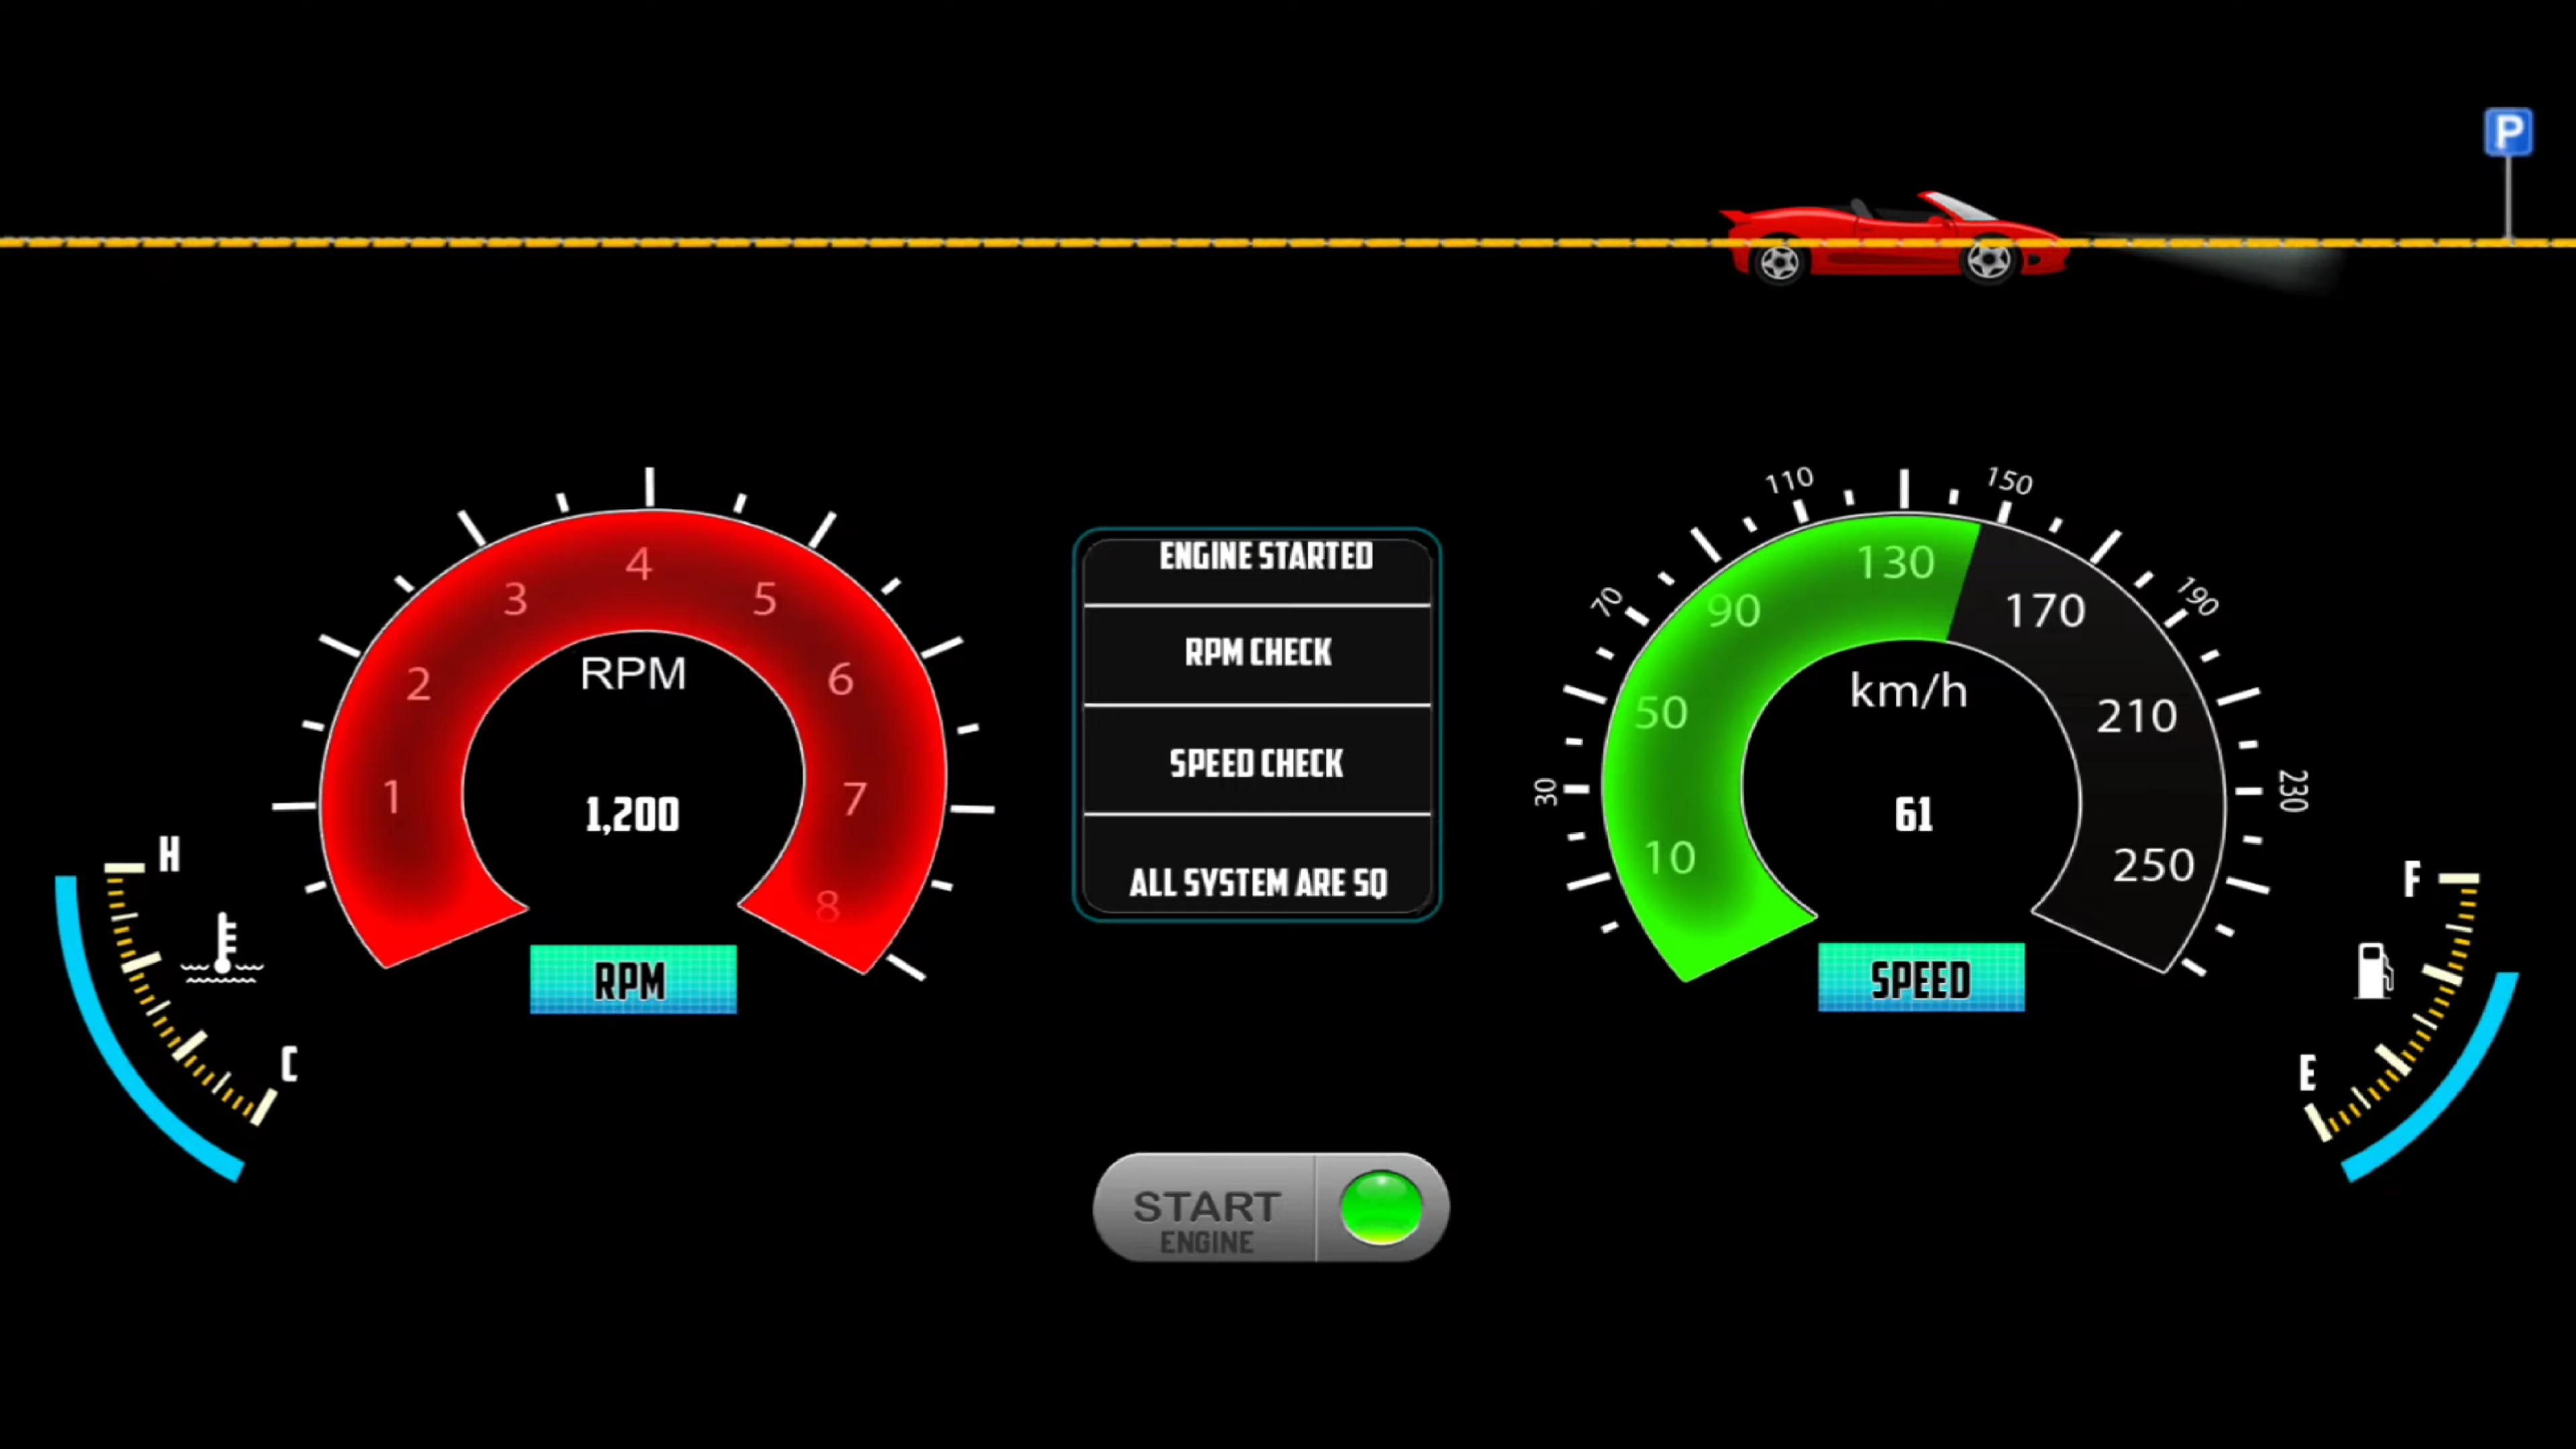 P
110
150
130
4
3
5
70
90
170
190
ENGINE STARTED
RPM CHECK
SPEED CHECK
ALL SYSTEM ARE SQ
RPM
2
6
km/h
50
210
1
7
30
230
1,200
61
H
10
250
F
8
RPM
SPEED
C
E
START
ENGINE